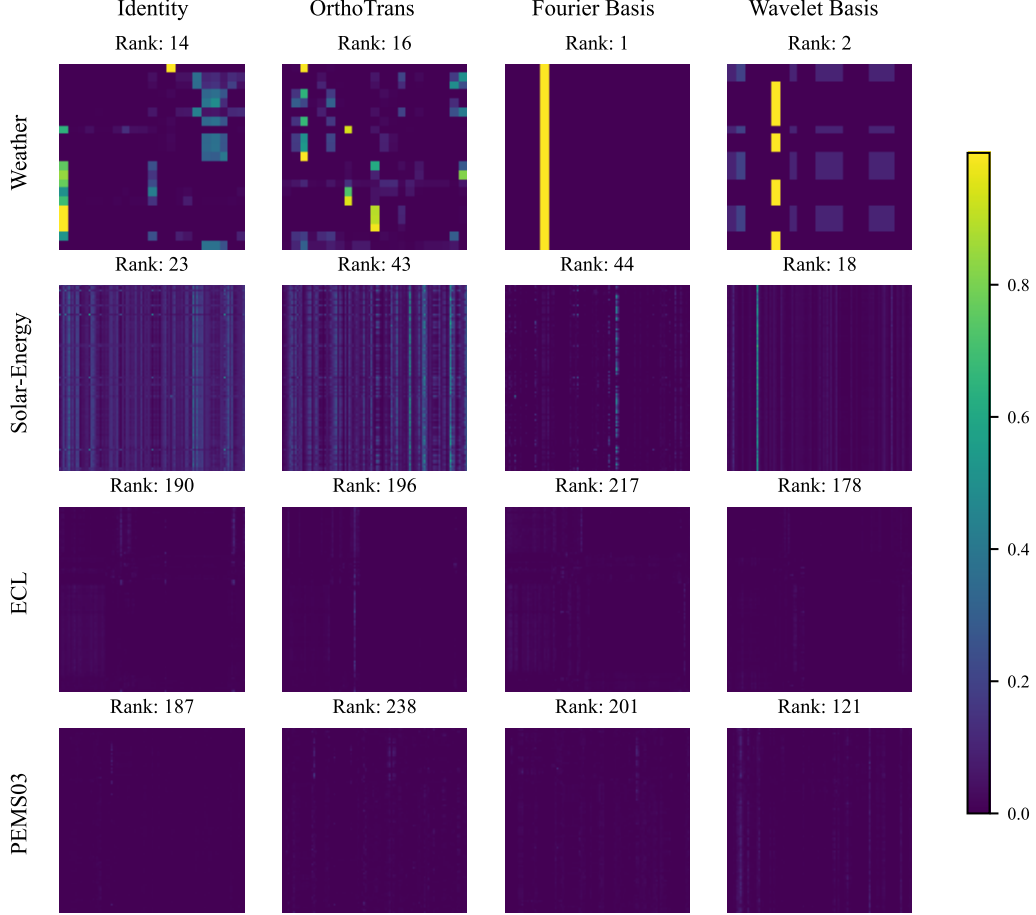 Identity OrthoTrans Fourier Basis Wavelet Basis
Rank: 14 Rank: 16 Rank: 1 Rank: 2
Weather
Rank: 23 Rank: 43 Rank: 44 Rank: 18
Solar-Energy
Rank: 190 Rank: 196 Rank: 217 Rank: 178
ECL
Rank: 187 Rank: 238 Rank: 201 Rank: 121
PEMS03
0.8
0.6
0.4
0.2
0.0